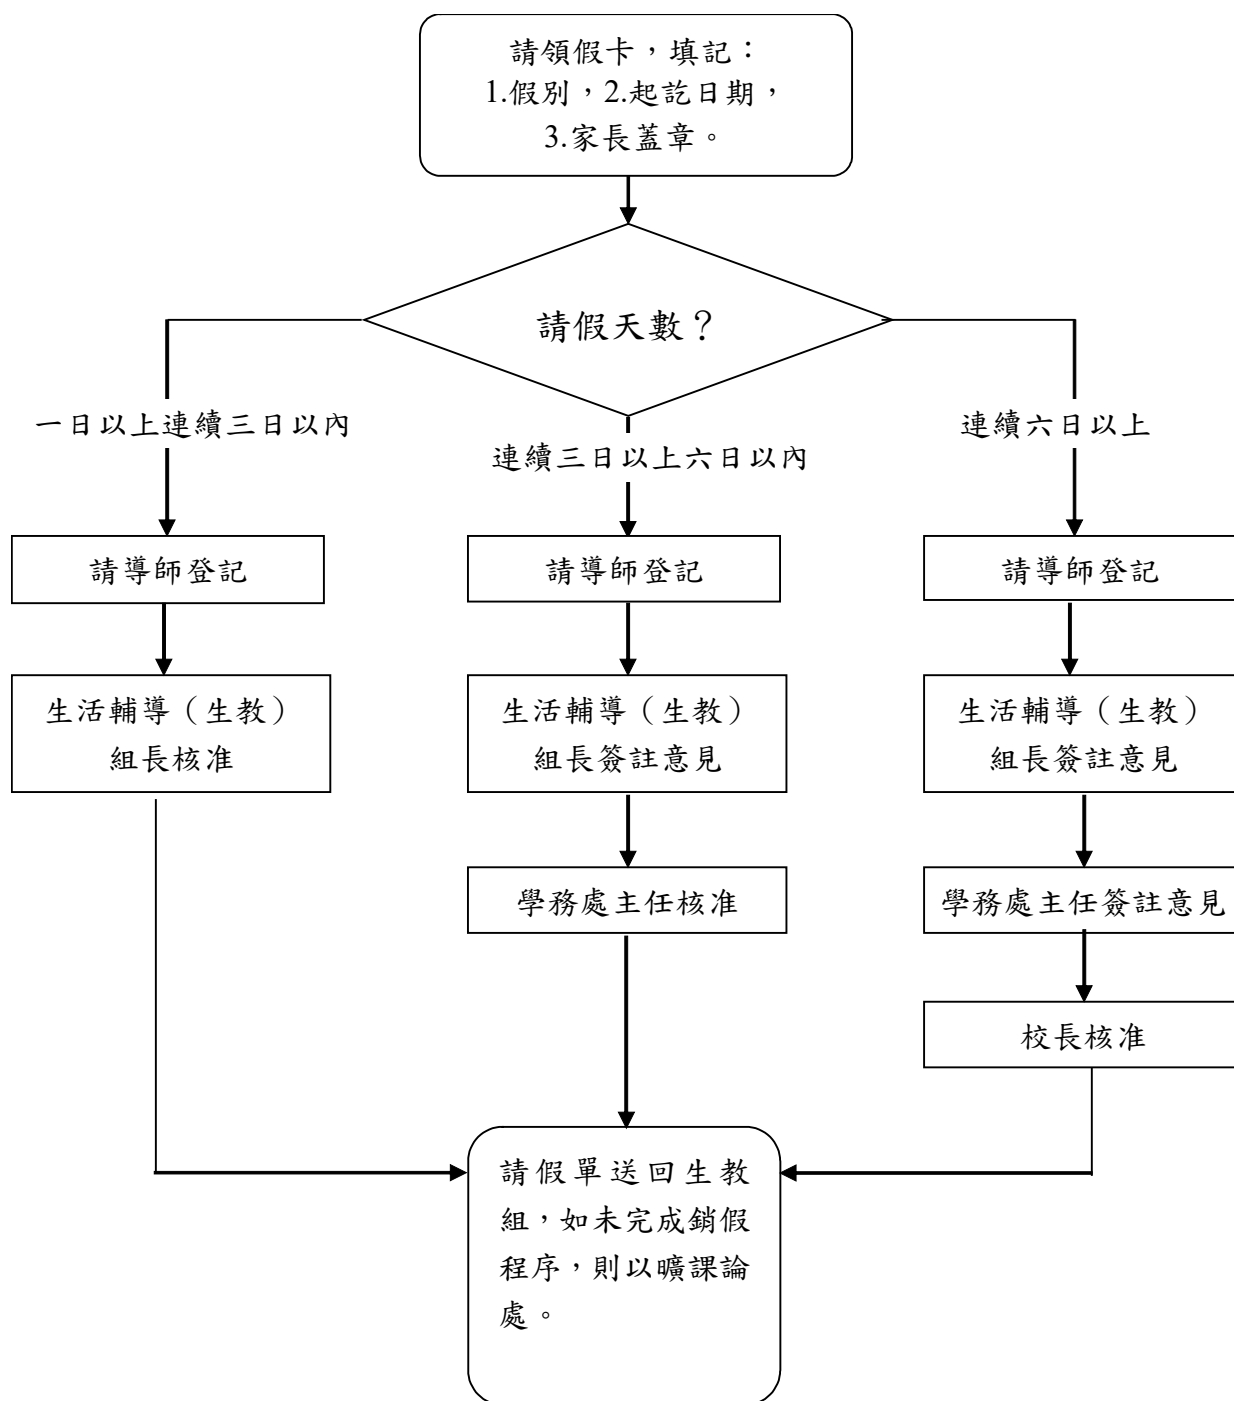 請領假卡，填記：
1.假別，2.起訖日期，
3.家長蓋章。
請假天數？
一日以上連續三日以內
連續三日以上六日以內
連續六日以上
請導師登記
請導師登記
請導師登記
生活輔導（生教）
組長核准
生活輔導（生教）
組長簽註意見
生活輔導（生教）
組長簽註意見
學務處主任核准
學務處主任簽註意見
校長核准
請假單送回生教
組，如未完成銷假
程序，則以曠課論
處。